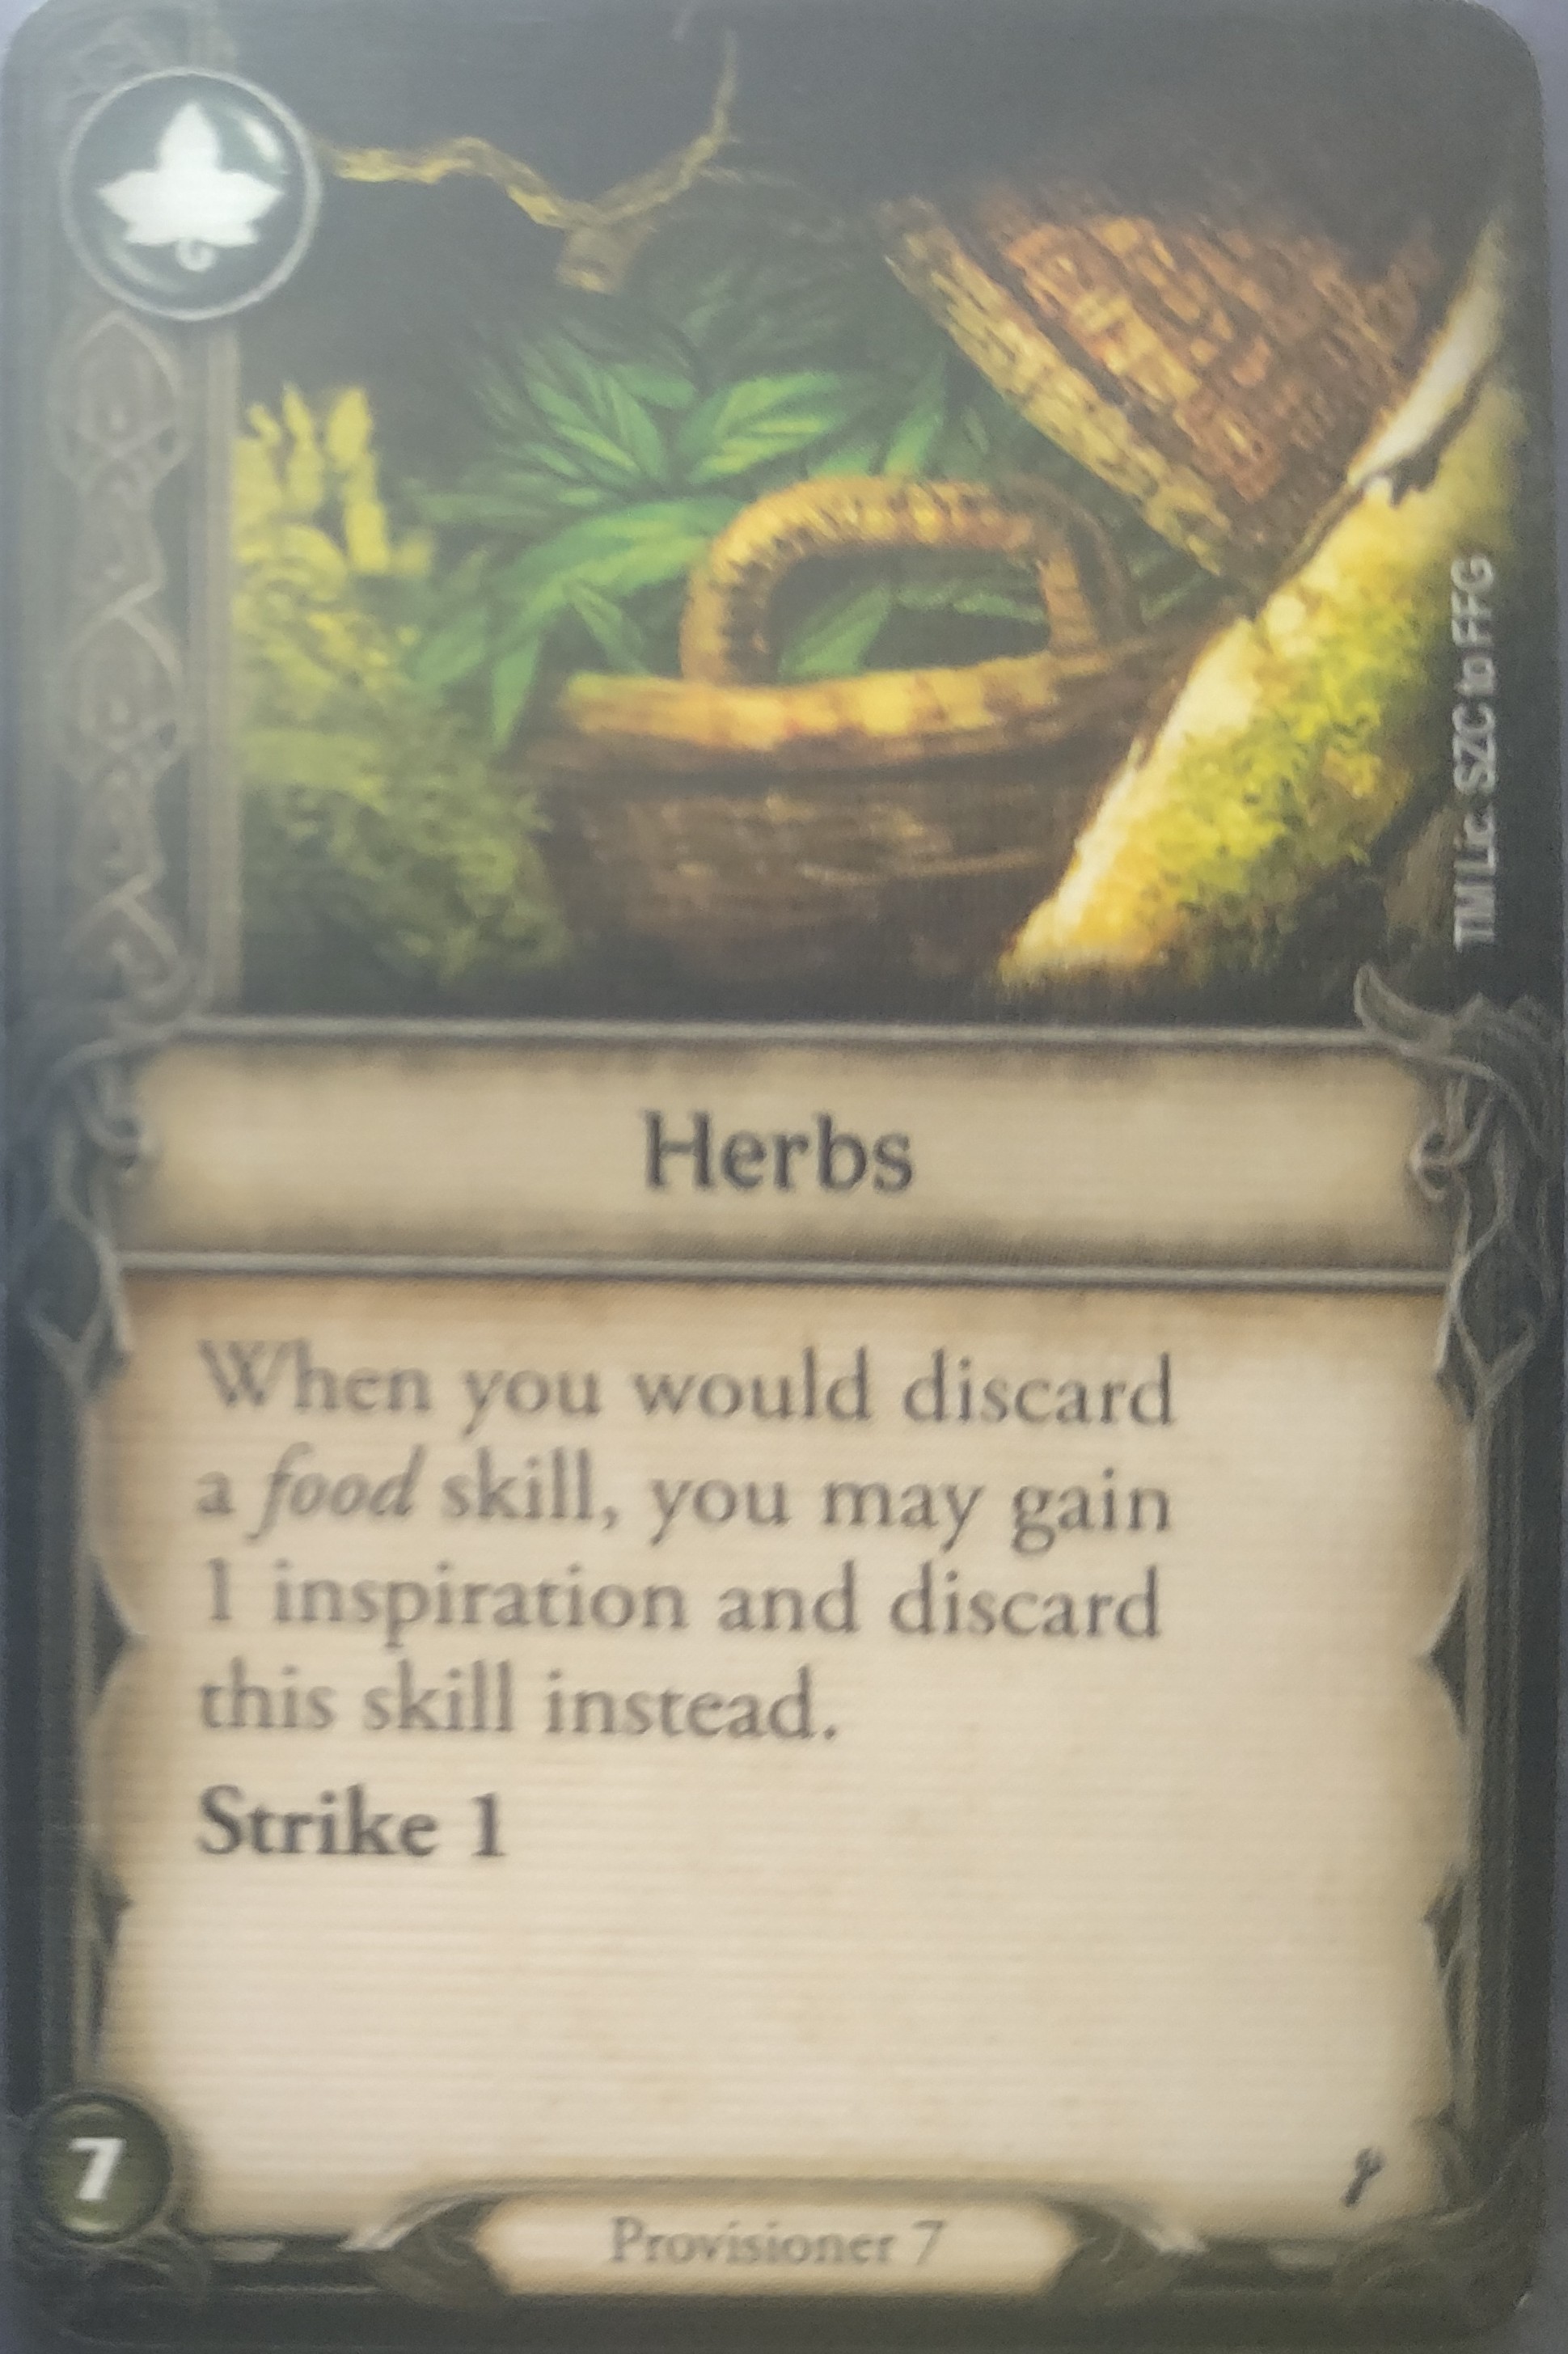 TM Lic. SZC to FFG
Herbs
When you would discard
a food skill, you may gain
1 inspiration and discard
this skill instead.
Strike 1
7
Provisioner 7